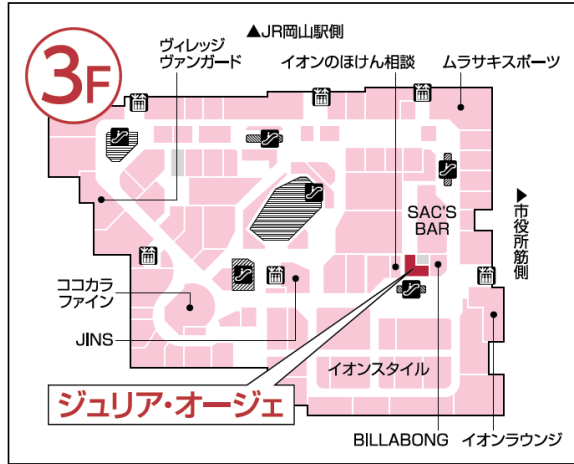 3F
▲JR岡山駅側
ヴィレッジ
ヴァンガード
イオンのほけん相談
ムラサキスポーツ
SAC'S
BAR
▶市役所筋側
ココカラ
ファイン
JINS
イオンスタイル
ジュリア・オージェ
BILLABONG
イオンラウンジ